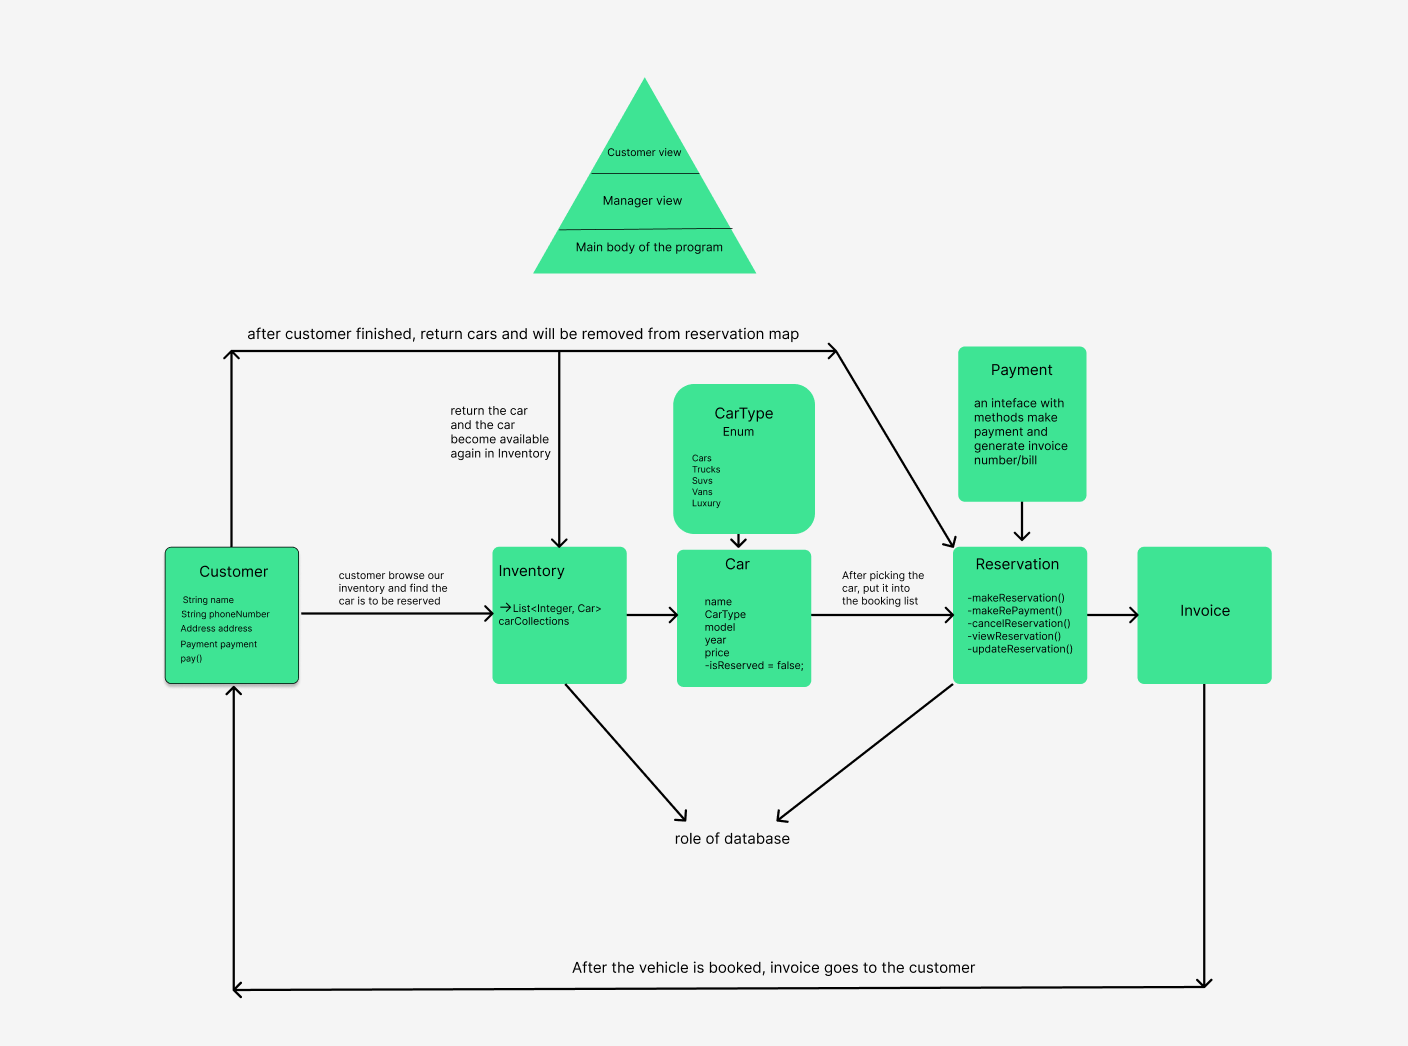 Customer view
Manager view
Main body of the program
after customer finished, return cars and will be removed from reservation map
return the car
and the car
become available
again in Inventory
CarType
Enum
Cars
Trucks
Suvs
Vans
Luxury
Payment
an inteface with
methods make
payment and
generate invoice
number/bill
Customer
String name
String phoneNumber
Address address
Payment payment
pay()
customer browse our
inventory and find the
car is to be reserved
Inventory
→List<Integer, Car>
carCollections
Car
name
CarType
model
year
price
-isReserved = false;
After picking the
car, put it into
the booking list
Reservation
-makeReservation()
-makeRePayment()
-cancelReservation()
-viewReservation()
-updateReservation()
Invoice
role of database
After the vehicle is booked, invoice goes to the customer